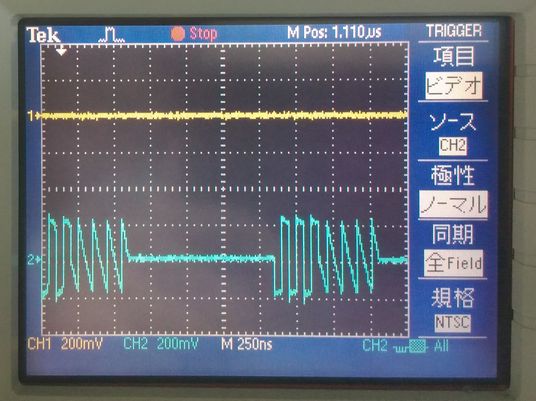 Tek Stop M Pos: 1.110µs TRIGGER
項目
ビデオ
ソース
CH2
極性
ノーマル
同期
全Field
規格
NTSC
1
2
CH1 200mV CH2 200mV M 250ns CH2 All